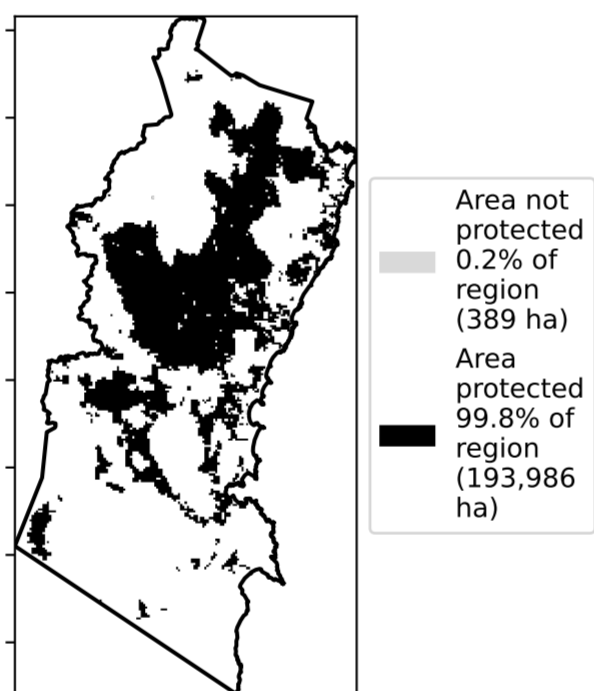 Area not
protected
0.2% of
region
(389 ha)
Area
protected
99.8% of
region
(193,986
ha)